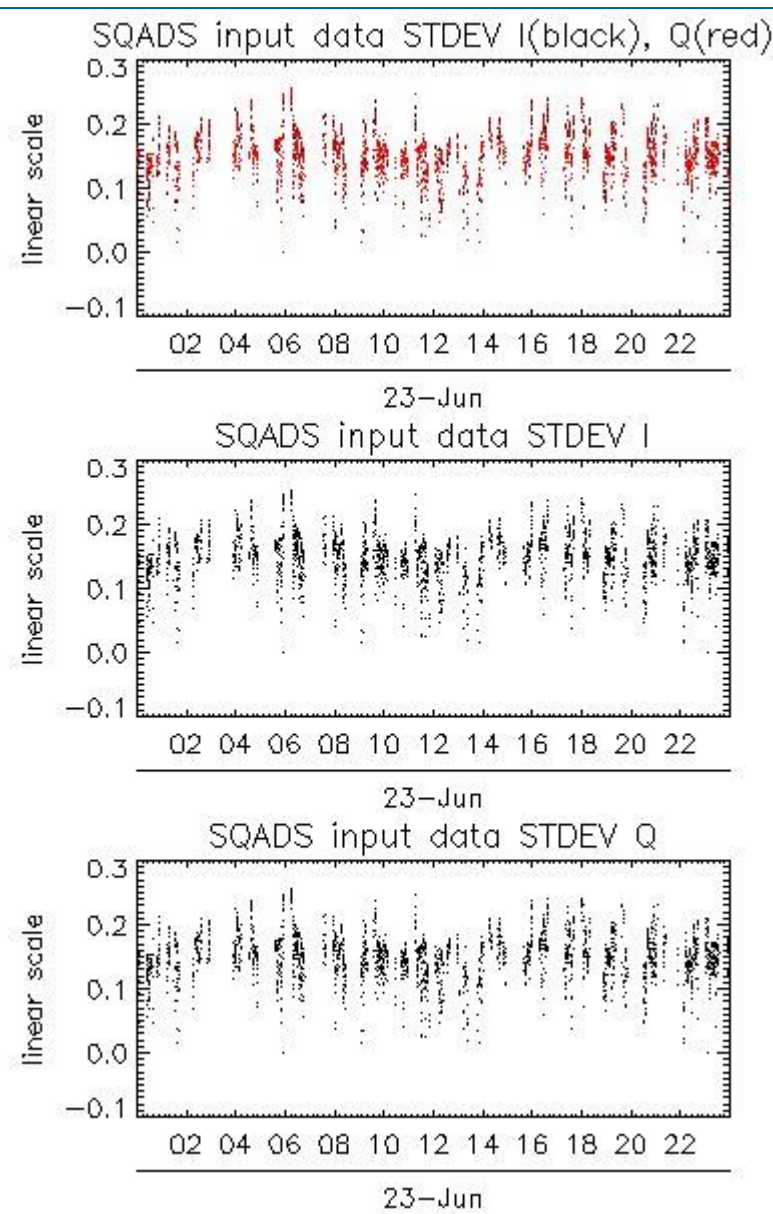 SQADS input data STDEV I(black), Q(red)
0.3
0.2
0.1
0.0
−0.1
linear scale
02 04 06 08 10 12 14 16 18 20 22
23−Jun
SQADS input data STDEV I
0.3
0.2
0.1
0.0
−0.1
linear scale
02 04 06 08 10 12 14 16 18 20 22
23−Jun
SQADS input data STDEV Q
0.3
0.2
0.1
0.0
−0.1
linear scale
02 04 06 08 10 12 14 16 18 20 22
23−Jun